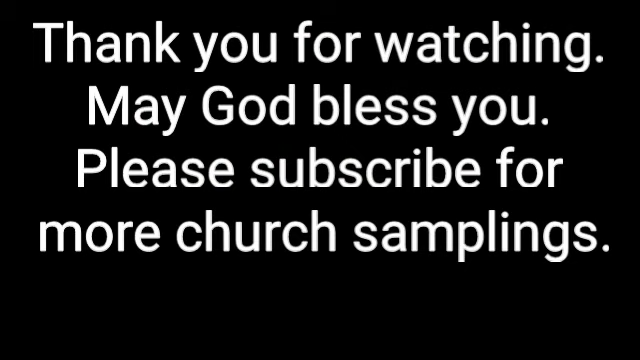 Thank you for watching.
May God bless you.
Please subscribe for
more church samplings.